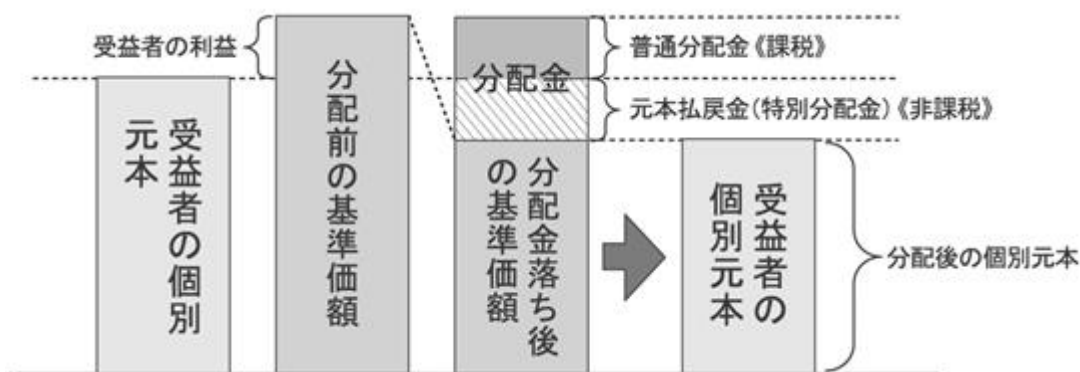 受益者の利益
受益者の個別
元本
分配前の基準価額
分配金
分配金落ち後
の基準価額
普通分配金《課税》
元本払戻金(特別分配金)《非課税》
受益者の
個別元本
分配後の個別元本